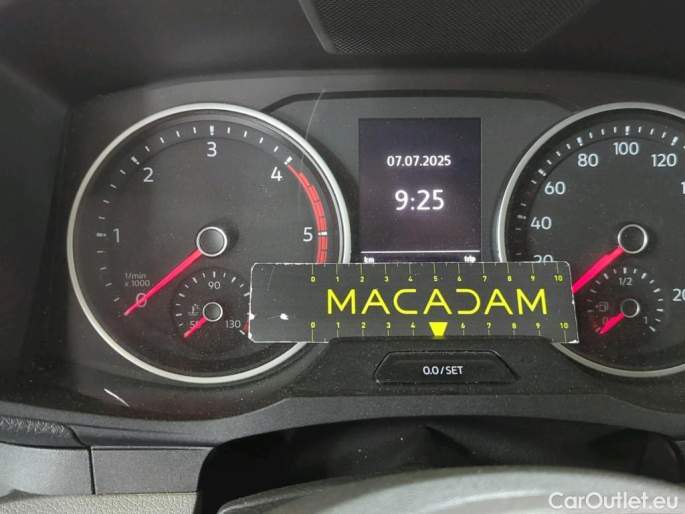 07.07.2025
9:25
km trip
0 1 2 3 4 5
1/min
x 1000
50 90 130
20 40 60 80 100 120
0 1/2 1
0 1 2 3 4 5 6 7 8 9 10
MACADAM
0 1 2 3 4 6 7 8 9 10
0.0 / SET
CarOutlet.eu